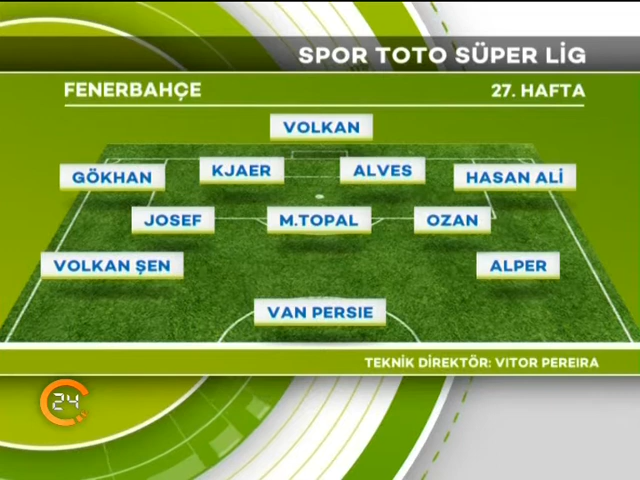 SPOR TOTO SÜPER LİG
FENERBAHÇE 27. HAFTA
VOLKAN
GÖKHAN KJAER ALVES HASAN ALİ
JOSEF M.TOPAL OZAN
VOLKAN ŞEN ALPER
VAN PERSIE
TEKNİK DİREKTÖR: VITOR PEREIRA
24